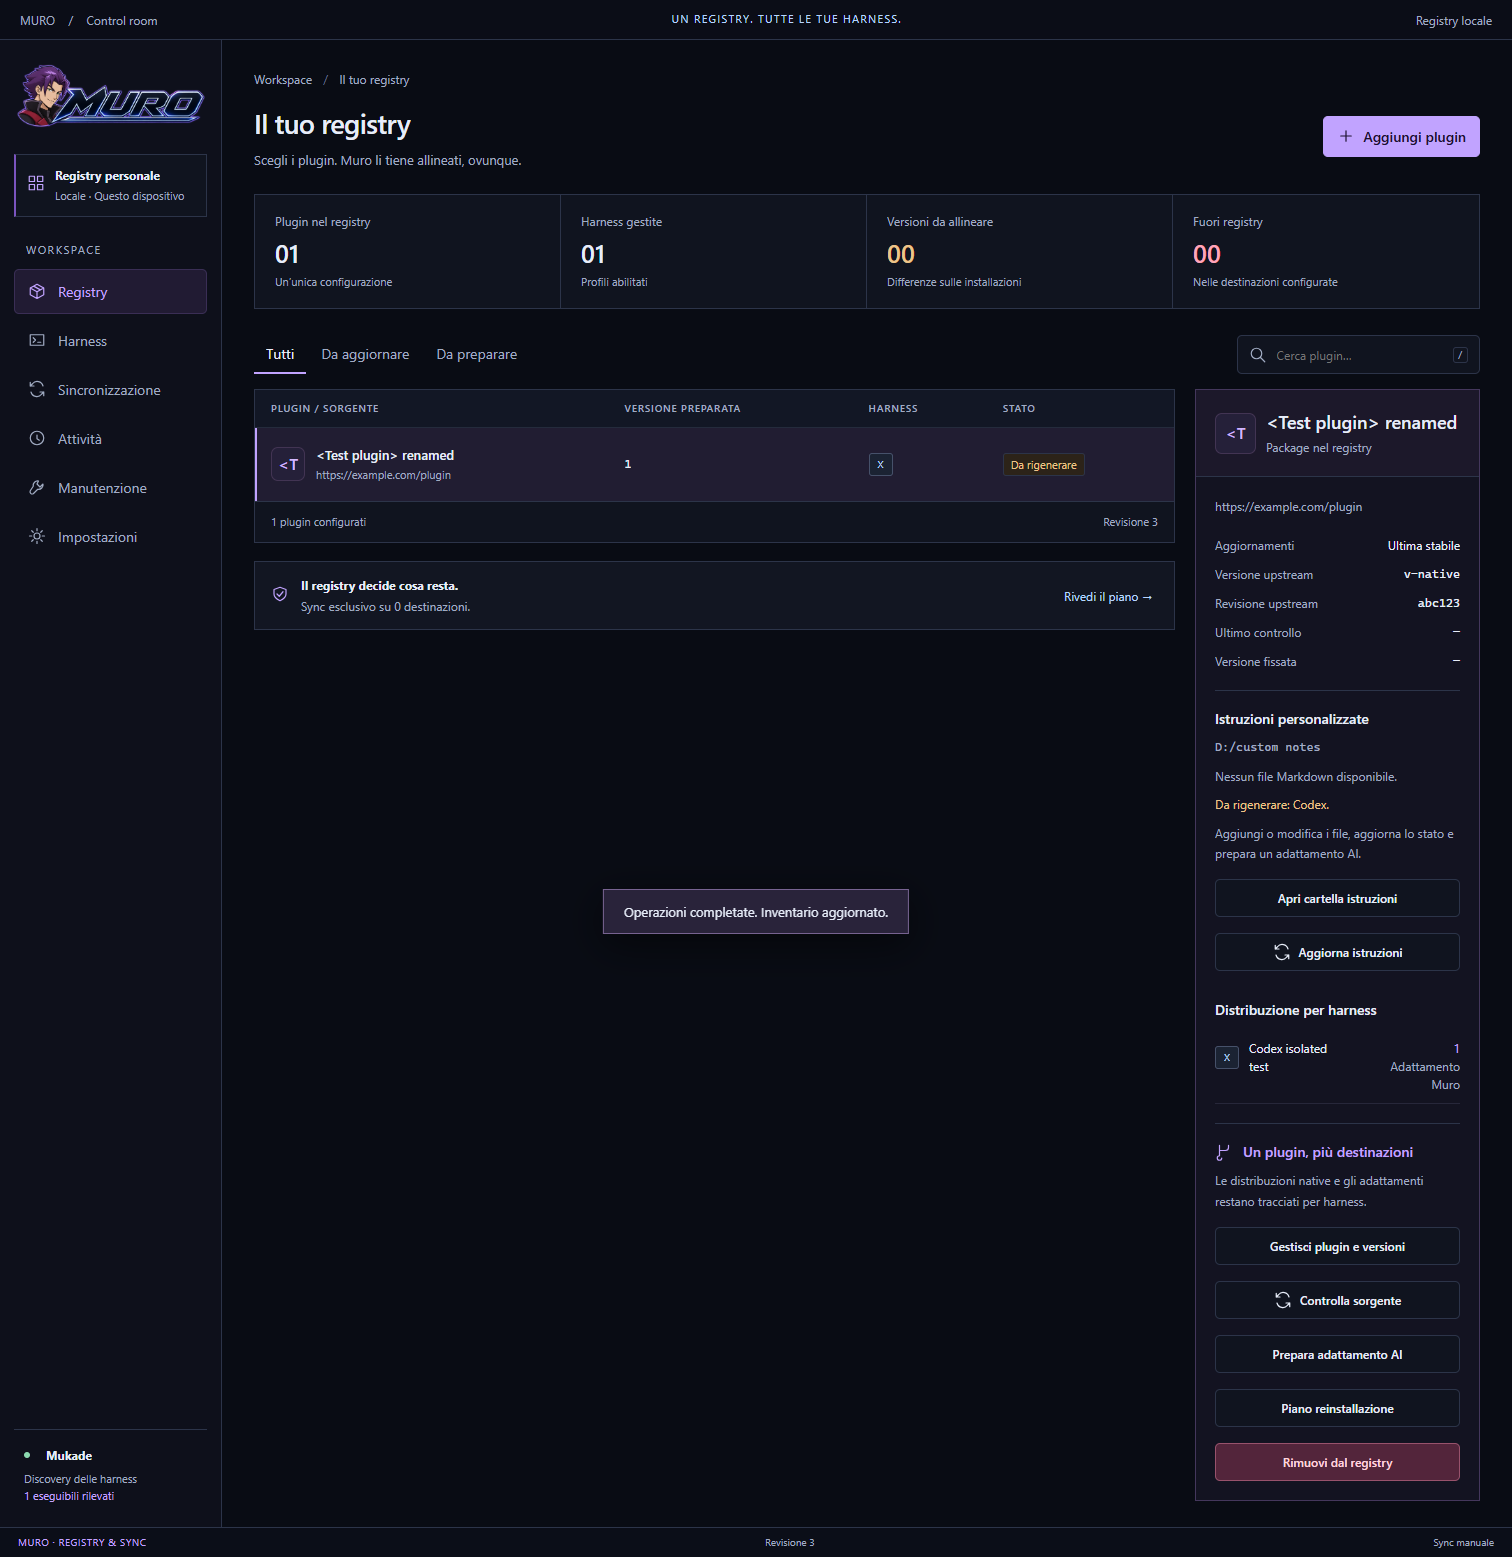 MURO / Control room
UN REGISTRY. TUTTE LE TUE HARNESS.
Registry locale
MURO
Registry personale
Locale · Questo dispositivo
WORKSPACE
Registry
Harness
Sincronizzazione
Attività
Manutenzione
Impostazioni
Workspace / Il tuo registry
Il tuo registry
Scegli i plugin. Muro li tiene allineati, ovunque.
+ Aggiungi plugin
Plugin nel registry
01
Un'unica configurazione
Harness gestite
01
Profili abilitati
Versioni da allineare
00
Differenze sulle installazioni
Fuori registry
00
Nelle destinazioni configurate
Tutti Da aggiornare Da preparare
Cerca plugin... /
PLUGIN / SORGENTE VERSIONE PREPARATA HARNESS STATO
<T <Test plugin> renamed 1 X Da rigenerare
https://example.com/plugin
1 plugin configurati Revisione 3
Il registry decide cosa resta.
Sync esclusivo su 0 destinazioni.
Rivedi il piano →
Operazioni completate. Inventario aggiornato.
<T <Test plugin> renamed
Package nel registry
https://example.com/plugin
Aggiornamenti Ultima stabile
Versione upstream v-native
Revisione upstream abc123
Ultimo controllo –
Versione fissata –
Istruzioni personalizzate
D:/custom notes
Nessun file Markdown disponibile.
Da rigenerare: Codex.
Aggiungi o modifica i file, aggiorna lo stato e
prepara un adattamento AI.
Apri cartella istruzioni
Aggiorna istruzioni
Distribuzione per harness
X Codex isolated 1
test Adattamento
Muro
Un plugin, più destinazioni
Le distribuzioni native e gli adattamenti
restano tracciati per harness.
Gestisci plugin e versioni
Controlla sorgente
Prepara adattamento AI
Piano reinstallazione
Rimuovi dal registry
Mukade
Discovery delle harness
1 eseguibili rilevati
MURO · REGISTRY & SYNC
Revisione 3
Sync manuale